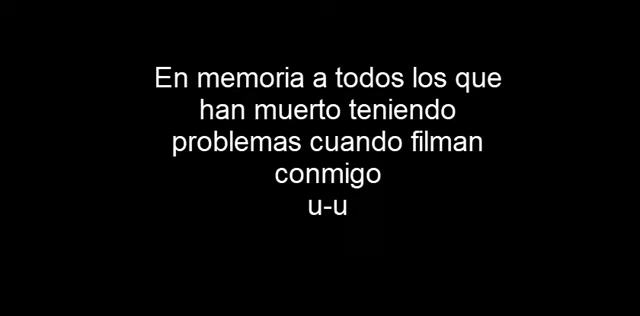 En memoria a todos los que
han muerto teniendo
problemas cuando filman
conmigo
u-u